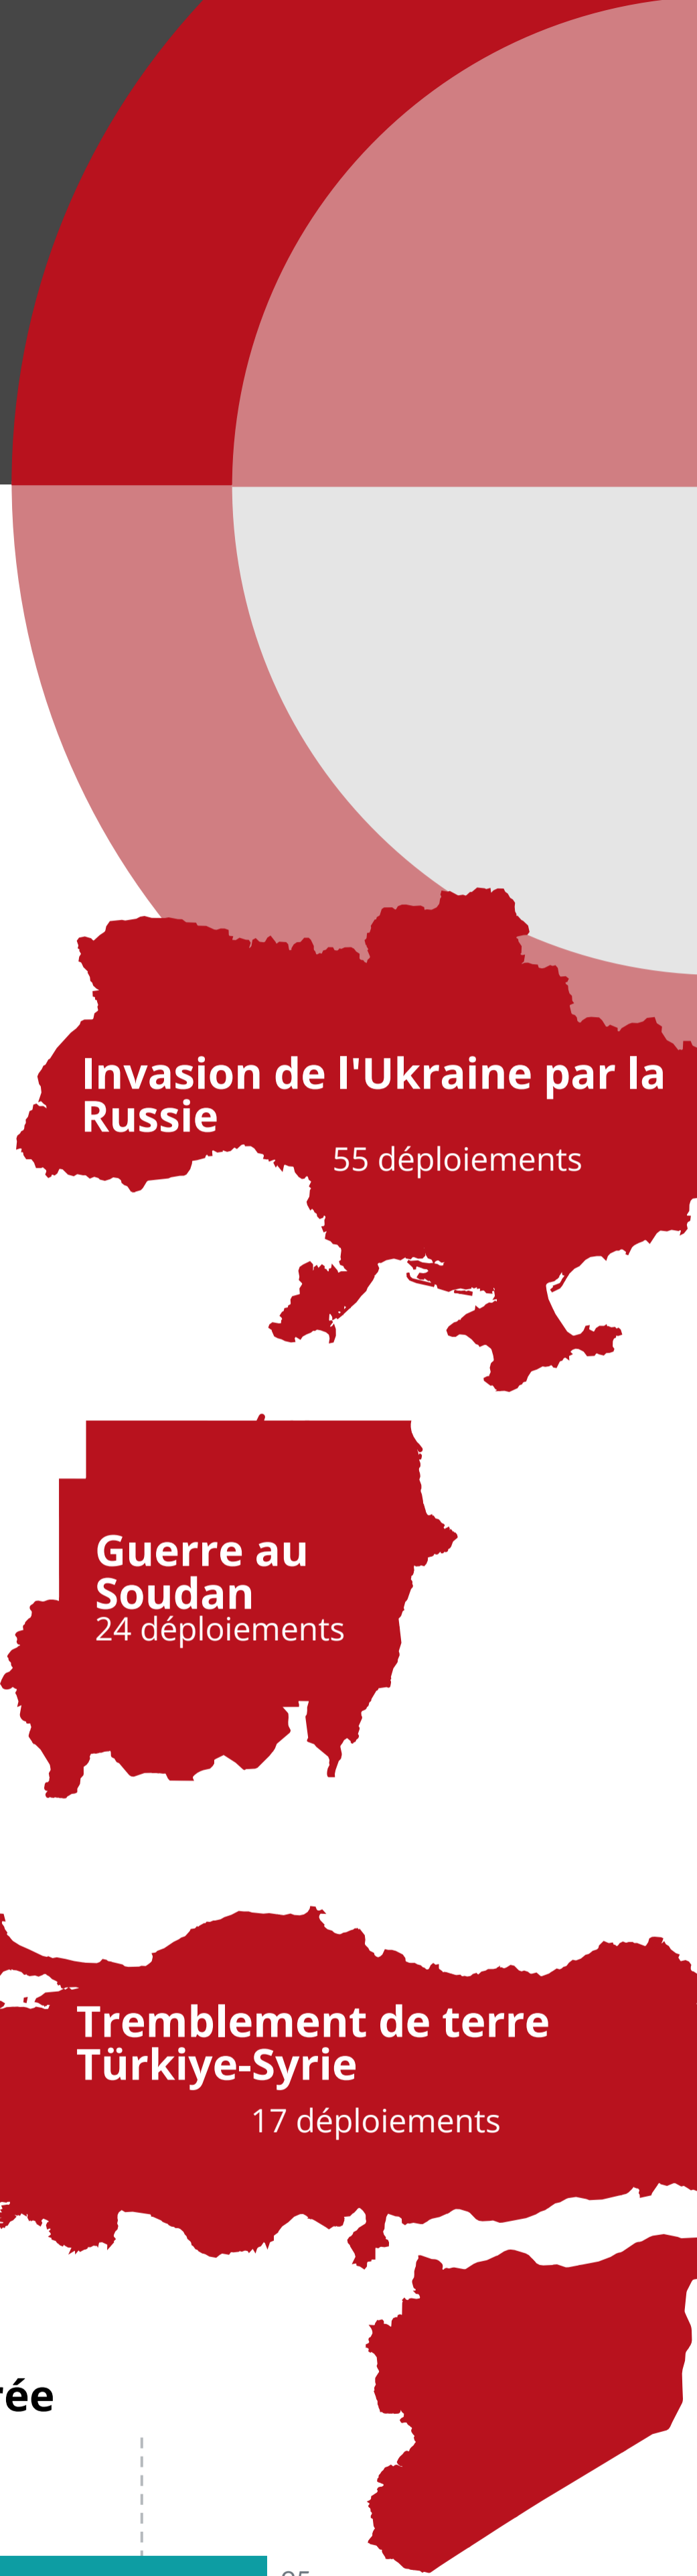 Invasion de l'Ukraine par la
Russie
55 déploiements
Guerre au
Soudan
24 déploiements
Tremblement de terre
Türkiye-Syrie
17 déploiements
rée